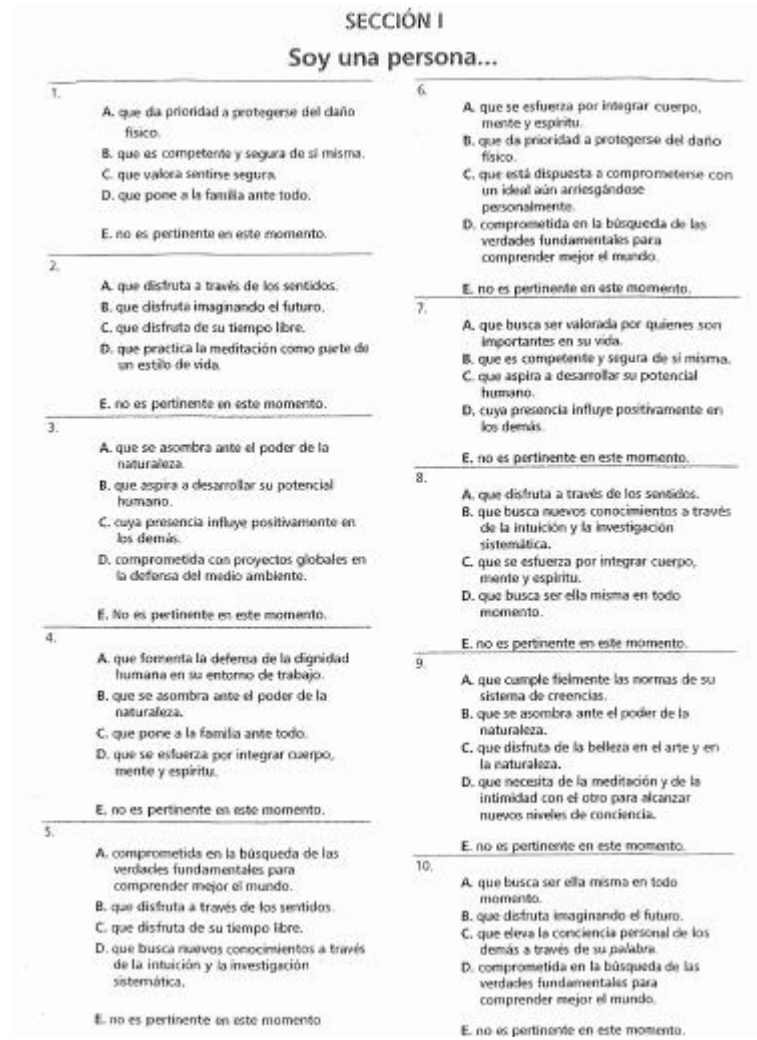 SECCIÓN I
Soy una persona...
1.
A. que da prioridad a protegerse del daño
físico.
B. que es competente y segura de sí misma.
C. que valora sentirse segura.
D. que pone a la familia ante todo.
E. no es pertinente en este momento.
2.
A. que disfruta a través de los sentidos.
B. que disfruta imaginando el futuro.
C. que disfruta de su tiempo libre.
D. que practica la meditación como parte de
un estilo de vida.
E. no es pertinente en este momento.
3.
A. que se asombra ante el poder de la
naturaleza.
B. que aspira a desarrollar su potencial
humano.
C. cuya presencia influye positivamente en
los demás.
D. comprometida con proyectos globales en
la defensa del medio ambiente.
E. No es pertinente en este momento.
4.
A. que fomenta la defensa de la dignidad
humana en su entorno de trabajo.
B. que se asombra ante el poder de la
naturaleza.
C. que pone a la familia ante todo.
D. que se esfuerza por integrar cuerpo,
mente y espíritu.
E. no es pertinente en este momento.
5.
A. comprometida en la búsqueda de las
verdades fundamentales para
comprender mejor el mundo.
B. que disfruta a través de los sentidos.
C. que disfruta de su tiempo libre.
D. que busca nuevos conocimientos a través
de la intuición y la investigación
sistemática.
E. no es pertinente en este momento
6.
A. que se esfuerza por integrar cuerpo,
mente y espíritu.
B. que da prioridad a protegerse del daño
físico.
C. que está dispuesta a comprometerse con
un ideal aún arriesgándose
personalmente.
D. comprometida en la búsqueda de las
verdades fundamentales para
comprender mejor el mundo.
E. no es pertinente en este momento.
7.
A. que busca ser valorada por quienes son
importantes en su vida.
B. que es competente y segura de sí misma.
C. que aspira a desarrollar su potencial
humano.
D. cuya presencia influye positivamente en
los demás.
E. no es pertinente en este momento.
8.
A. que disfruta a través de los sentidos.
B. que busca nuevos conocimientos a través
de la intuición y la investigación
sistemática.
C. que se esfuerza por integrar cuerpo,
mente y espíritu.
D. que busca ser ella misma en todo
momento.
E. no es pertinente en este momento.
9.
A. que cumple fielmente las normas de su
sistema de creencias.
B. que se asombra ante el poder de la
naturaleza.
C. que disfruta de la belleza en el arte y en
la naturaleza.
D. que necesita de la meditación y de la
intimidad con el otro para alcanzar
nuevos niveles de conciencia.
E. no es pertinente en este momento.
10.
A. que busca ser ella misma en todo
momento.
B. que disfruta imaginando el futuro.
C. que eleva la conciencia personal de los
demás a través de su palabra.
D. comprometida en la búsqueda de las
verdades fundamentales para
comprender mejor el mundo.
E. no es pertinente en este momento.